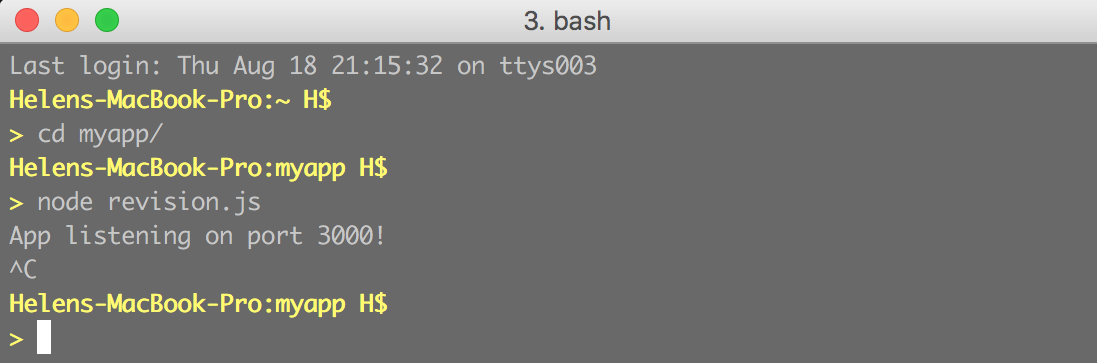 3. bash
Last login: Thu Aug 18 21:15:32 on ttys003
Helens-MacBook-Pro:~ H$
> cd myapp/
Helens-MacBook-Pro:myapp H$
> node revision.js
App listening on port 3000!
^C
Helens-MacBook-Pro:myapp H$
>